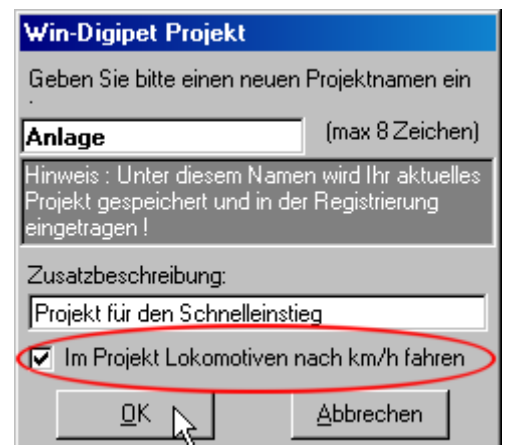 Win-Digipet Projekt
Geben Sie bitte einen neuen Projektnamen ein
:
Anlage (max 8 Zeichen)
Hinweis : Unter diesem Namen wird Ihr aktuelles
Projekt gespeichert und in der Registrierung
eingetragen !
Zusatzbeschreibung:
Projekt für den Schnelleinstieg
Im Projekt Lokomotiven nach km/h fahren
OK Abbrechen